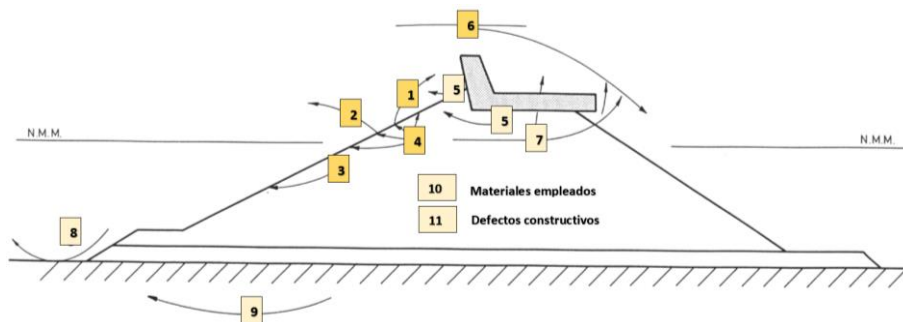 6
1
5
2
5
4
7
N.M.M.
N.M.M.
3
10 Materiales empleados
11 Defectos constructivos
8
9